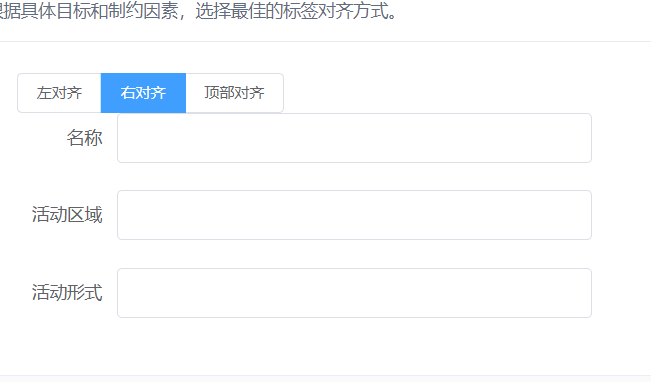 据具体目标和制约因素，选择最佳的标签对齐方式。
左对齐 右对齐 顶部对齐
名称
活动区域
活动形式